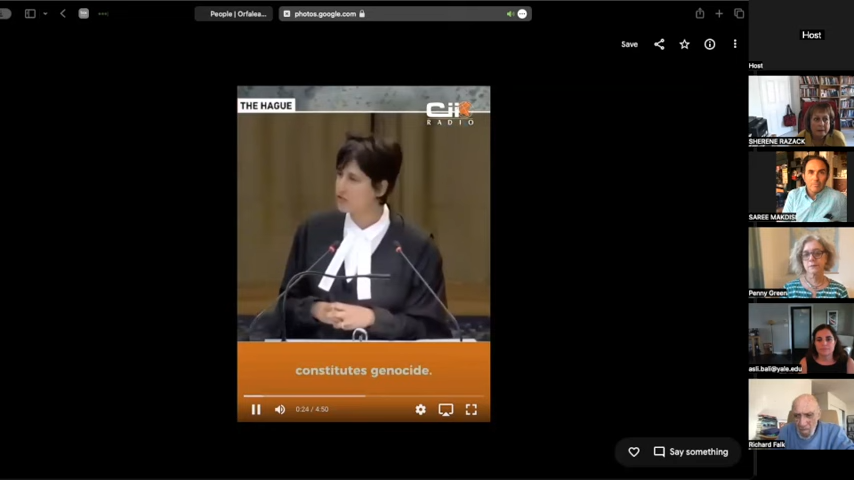 People | Orfalea...
photos.google.com
Save
Host
Host
THE HAGUE
Cii
RADIO
SHERENE RAZACK
SAREE MAKDISI
Penny Green
asli.bali@yale.edu
constitutes genocide.
0:24 / 4:50
Say something
Richard Falk